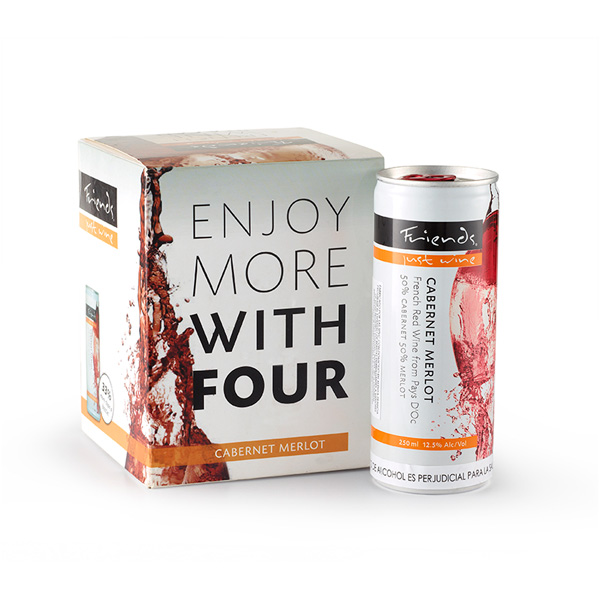 Friends.
just wine
ENJOY
MORE
WITH
FOUR
CABERNET MERLOT
Friends.
just wine
CABERNET MERLOT
French Red Wine from Pays D'Oc
50% CABERNET 50% MERLOT
250 ml 12.5% Alc/Vol
DE ALCOHOL ES PERJUDICIAL PARA LA